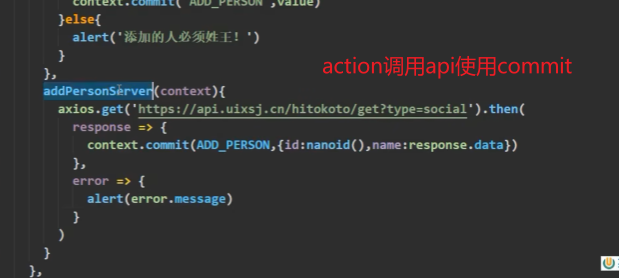 context.commit('ADD_PERSON',value)
}else{
alert('添加的人必须姓王！')
}
},
addPersonServer(context){
axios.get('https://api.uixsj.cn/hitokoto/get?type=social').then(
response => {
context.commit(ADD_PERSON,{id:nanoid(),name:response.data})
},
error => {
alert(error.message)
}
)
}
},
action调用api使用commit